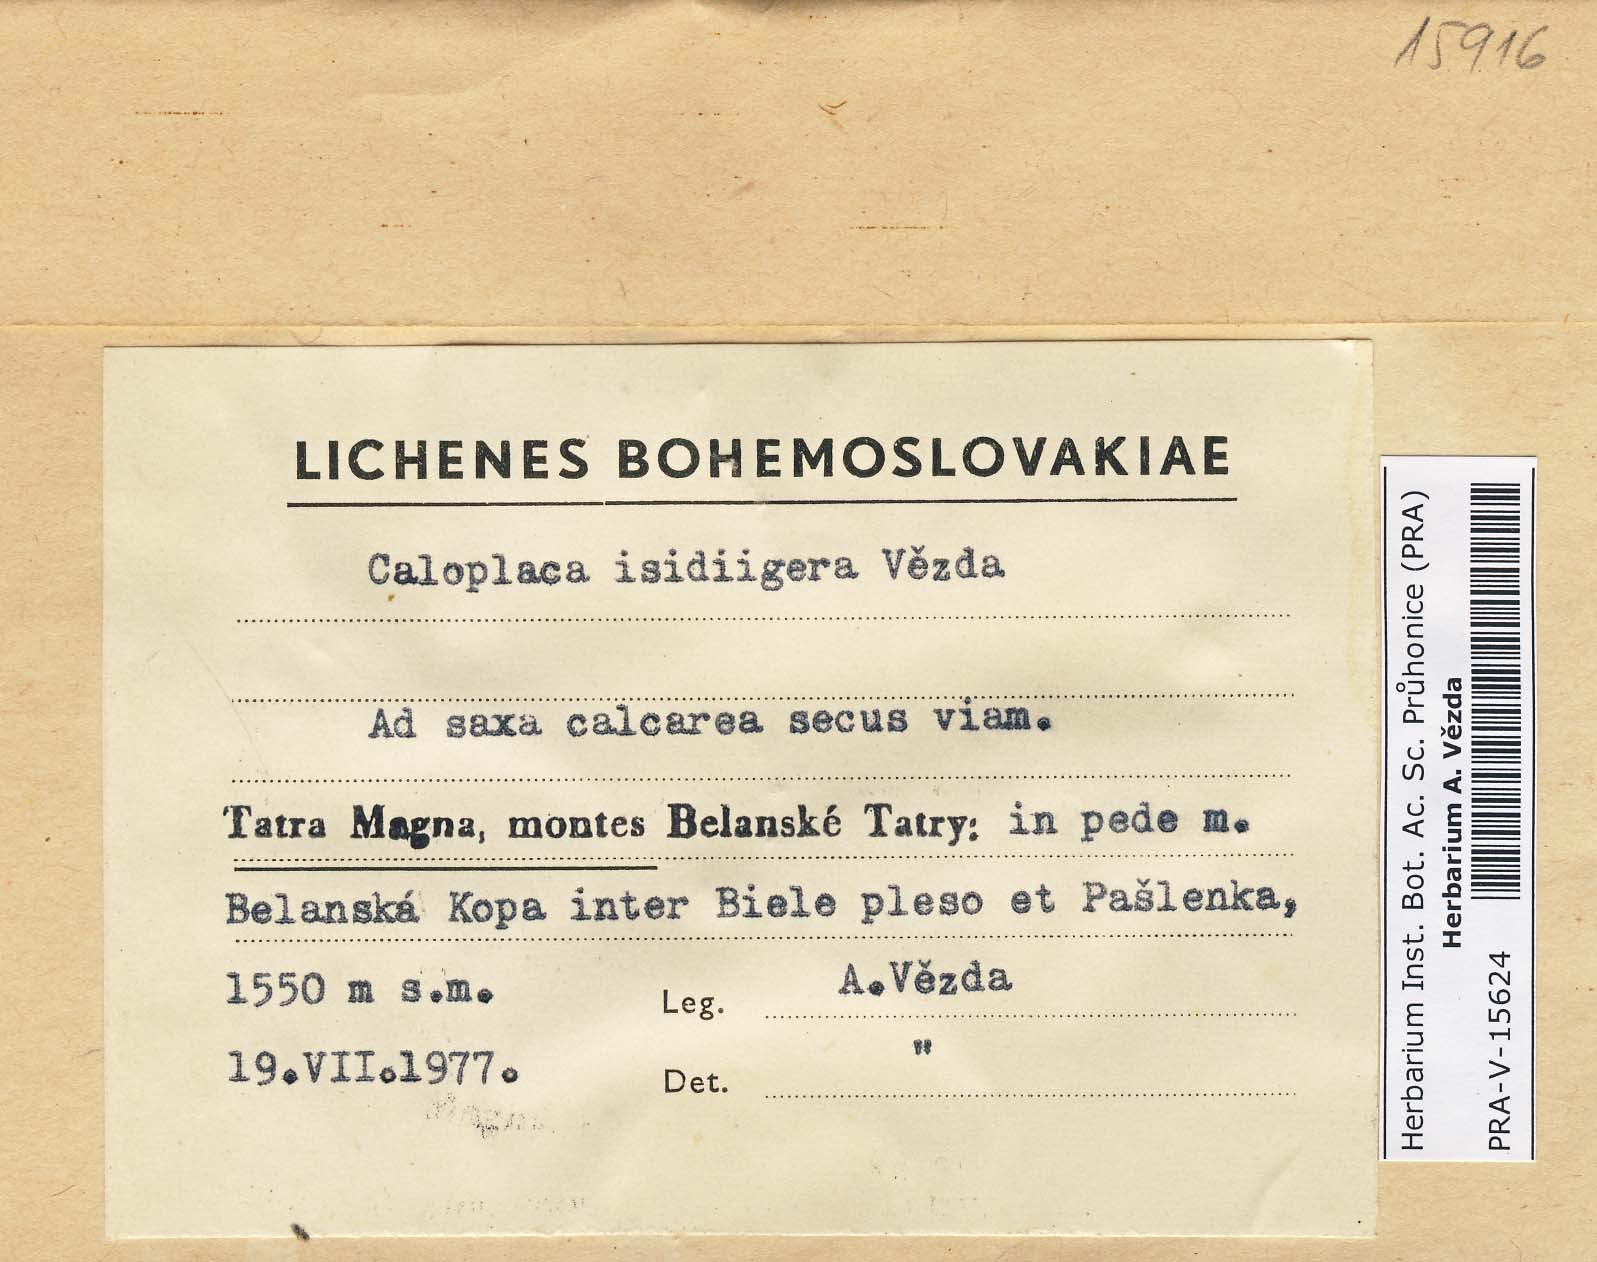 15916
LICHENES BOHEMOSLOVAKIAE
Caloplaca isidiigera Vězda
Ad saxa calcarea secus viam.
Tatra Magna, montes Belanské Tatry: in pede m.
Belanská Kopa inter Biele pleso et Pašlenka,
1550 m s.m.
Leg. A.Vězda
19.VII.1977.
Det. "
Herbarium Inst. Bot. Ac. Sc. Průhonice (PRA)
Herbarium A. Vězda
PRA-V-15624